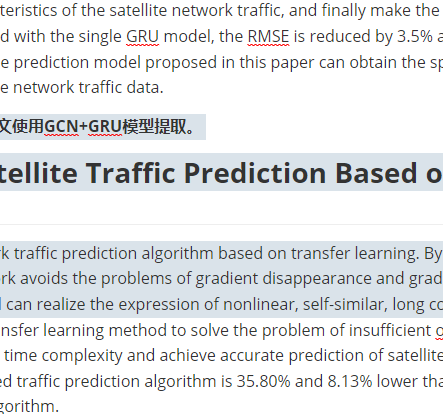 teristics of the satellite network traffic, and finally make the
d with the single GRU model, the RMSE is reduced by 3.5% a
e prediction model proposed in this paper can obtain the sp
e network traffic data.
文使用GCN+GRU模型提取。
tellite Traffic Prediction Based o
k traffic prediction algorithm based on transfer learning. By
rk avoids the problems of gradient disappearance and grad
l can realize the expression of nonlinear, self-similar, long co
nsfer learning method to solve the problem of insufficient o
time complexity and achieve accurate prediction of satellite
ed traffic prediction algorithm is 35.80% and 8.13% lower tha
gorithm.